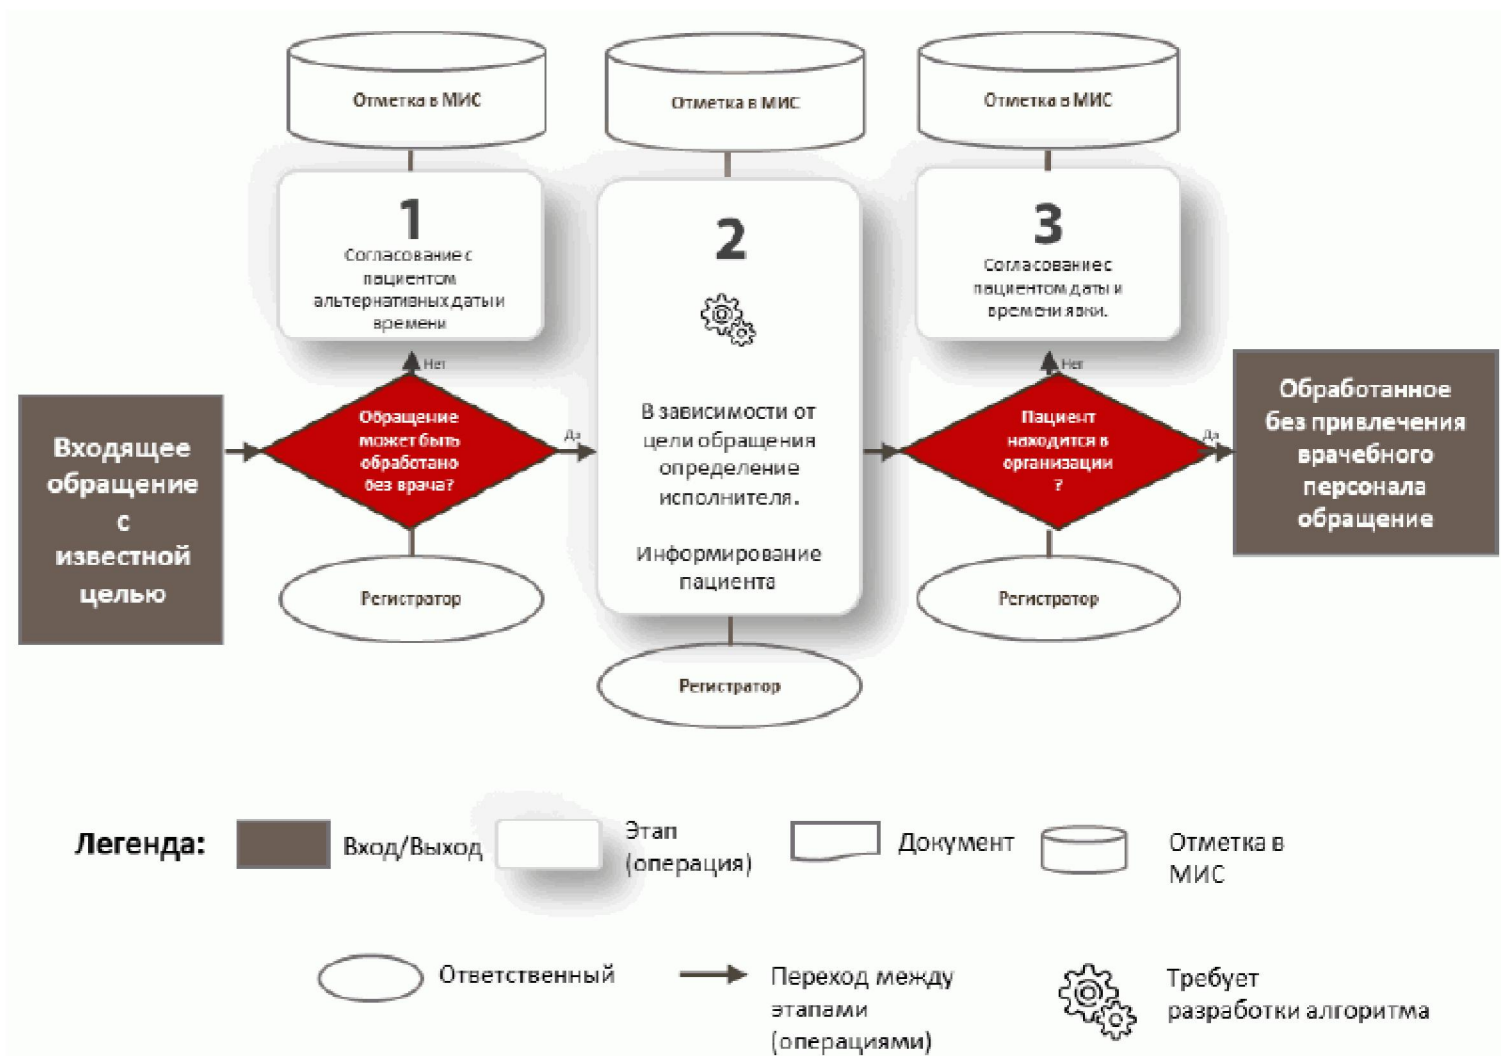 Отметка в МИС
Отметка в МИС
Отметка в МИС
1
Согласование с
пациентом
альтернативных даты и
времени
2
3
Согласование с
пациентом даты и
времени явки.
Нет
Нет
Входящее
обращение
с
известной
целью
Обращение
может быть
обработано
без врача?
Да
В зависимости от
цели обращения
определение
исполнителя.
Информирование
пациента
Пациент
находится в
организации
?
Да
Обработанное
без привлечения
врачебного
персонала
обращение
Регистратор
Регистратор
Регистратор
Легенда:
Вход/Выход
Этап
(операция)
Документ
Отметка в
МИС
Ответственный
Переход между
этапами
(операциями)
Требует
разработки алгоритма